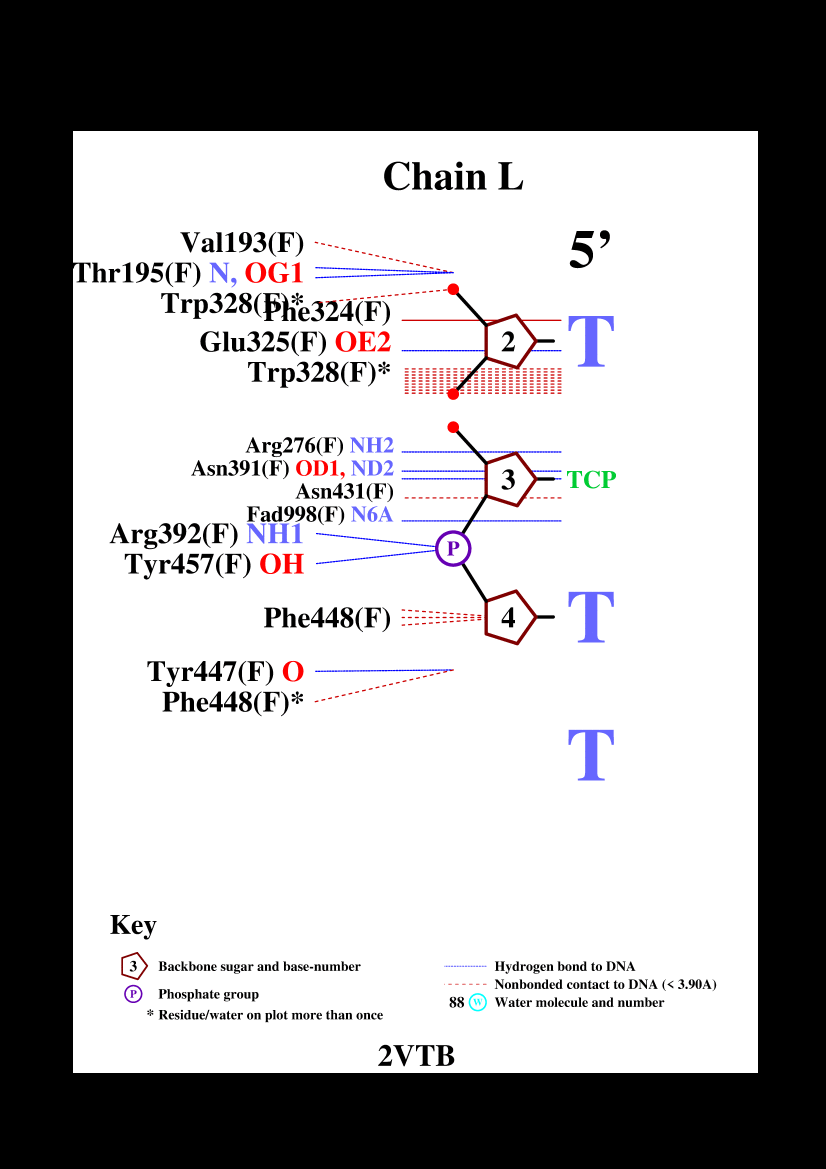 Chain L
5’
Val193(F)
Thr195(F) N, OG1
Trp328(F)*
Phe324(F)
Glu325(F) OE2
Trp328(F)*
2
T
Arg276(F) NH2
Asn391(F) OD1, ND2
3
TCP
Asn431(F)
Fad998(F) N6A
Arg392(F) NH1
P
Tyr457(F) OH
Phe448(F)
4
T
Tyr447(F) O
Phe448(F)*
T
Key
3 Backbone sugar and base-number
P Phosphate group
* Residue/water on plot more than once
Hydrogen bond to DNA
Nonbonded contact to DNA (< 3.90A)
88 W Water molecule and number
2VTB